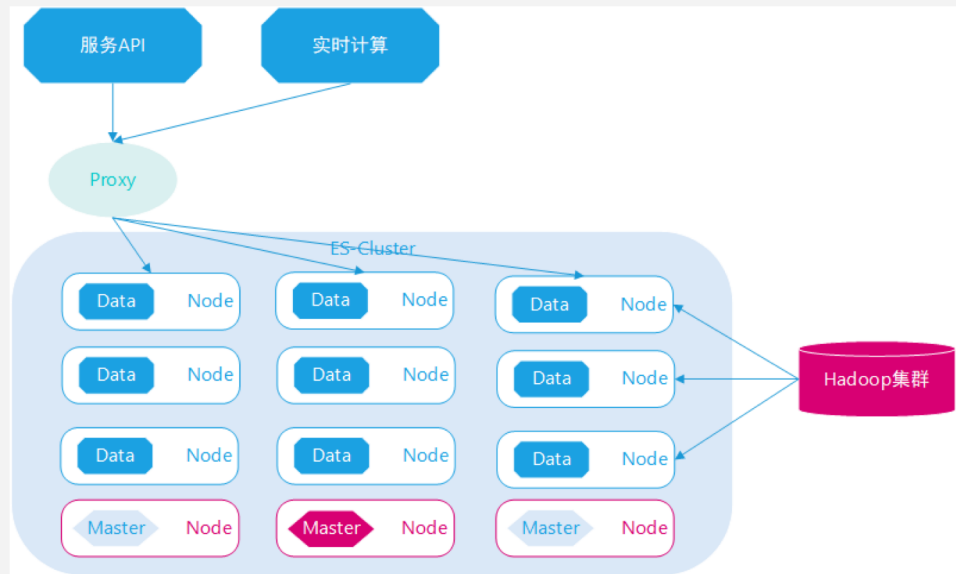 服务API
实时计算
Proxy
ES-Cluster
Data Node
Data Node
Data Node
Data Node
Data Node
Data Node
Hadoop集群
Data Node
Data Node
Data Node
Master Node
Master Node
Master Node